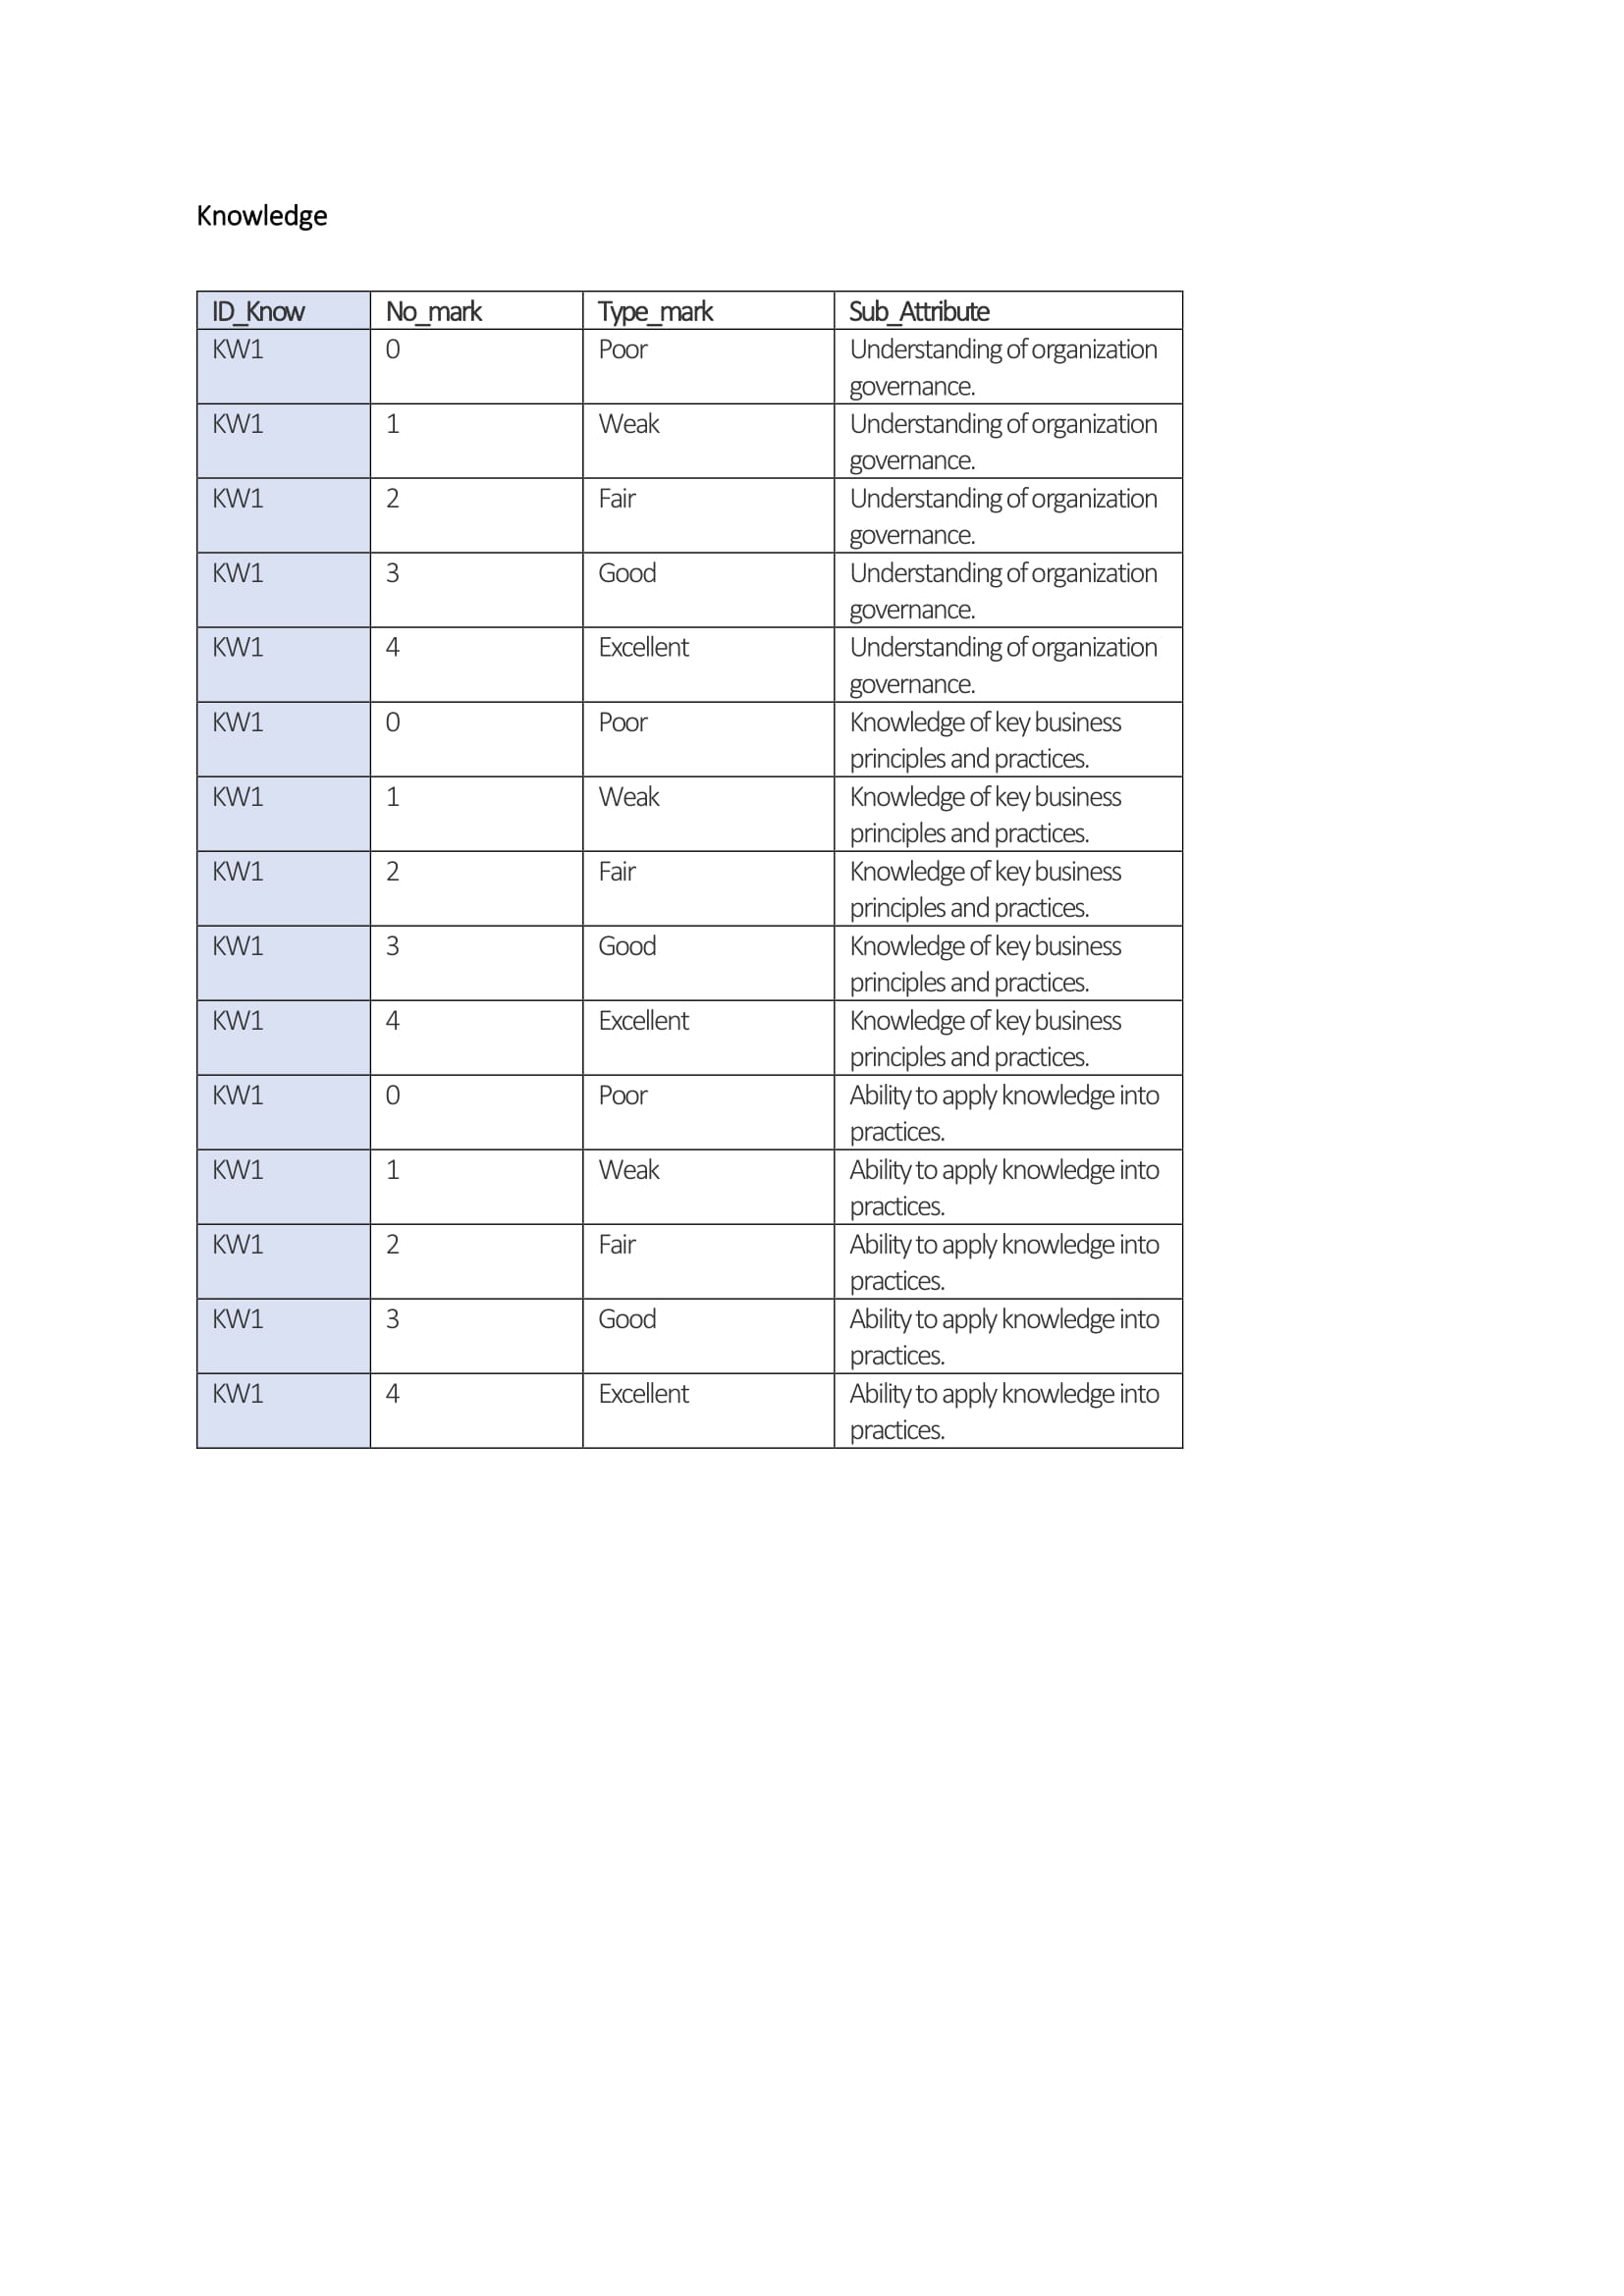 Knowledge
ID_Know No_mark Type_mark Sub_Attribute
KW1 0 Poor Understanding of organization
governance.
KW1 1 Weak Understanding of organization
governance.
KW1 2 Fair Understanding of organization
governance.
KW1 3 Good Understanding of organization
governance.
KW1 4 Excellent Understanding of organization
governance.
KW1 0 Poor Knowledge of key business
principles and practices.
KW1 1 Weak Knowledge of key business
principles and practices.
KW1 2 Fair Knowledge of key business
principles and practices.
KW1 3 Good Knowledge of key business
principles and practices.
KW1 4 Excellent Knowledge of key business
principles and practices.
KW1 0 Poor Ability to apply knowledge into
practices.
KW1 1 Weak Ability to apply knowledge into
practices.
KW1 2 Fair Ability to apply knowledge into
practices.
KW1 3 Good Ability to apply knowledge into
practices.
KW1 4 Excellent Ability to apply knowledge into
practices.